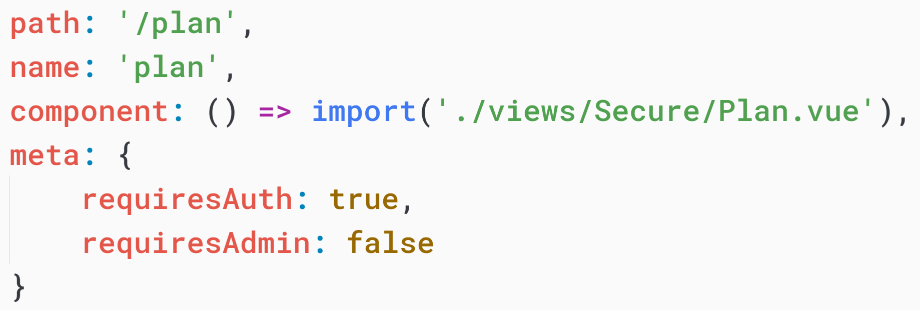 path: '/plan',
name: 'plan',
component: () => import('./views/Secure/Plan.vue'),
meta: {
    requiresAuth: true,
    requiresAdmin: false
}